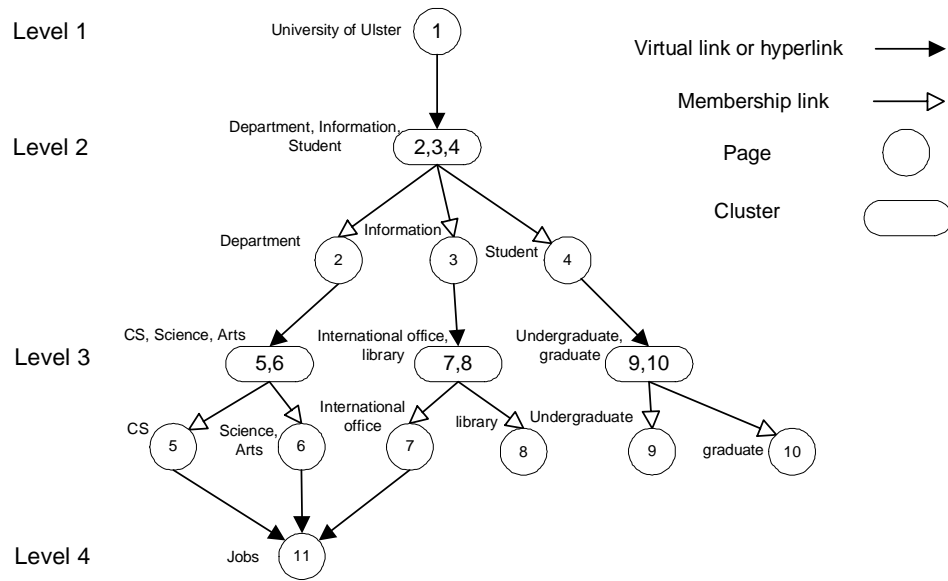 Level 1
University of Ulster
1
Virtual link or hyperlink
Membership link
Level 2
Department, Information,
Student
2,3,4
Page
Cluster
Department
2
Information
3
Student
4
Level 3
CS, Science, Arts
5,6
International office,
library
7,8
Undergraduate,
graduate
9,10
CS
5
Science,
Arts
6
International
office
7
library
8
Undergraduate
9
graduate
10
Level 4
Jobs
11